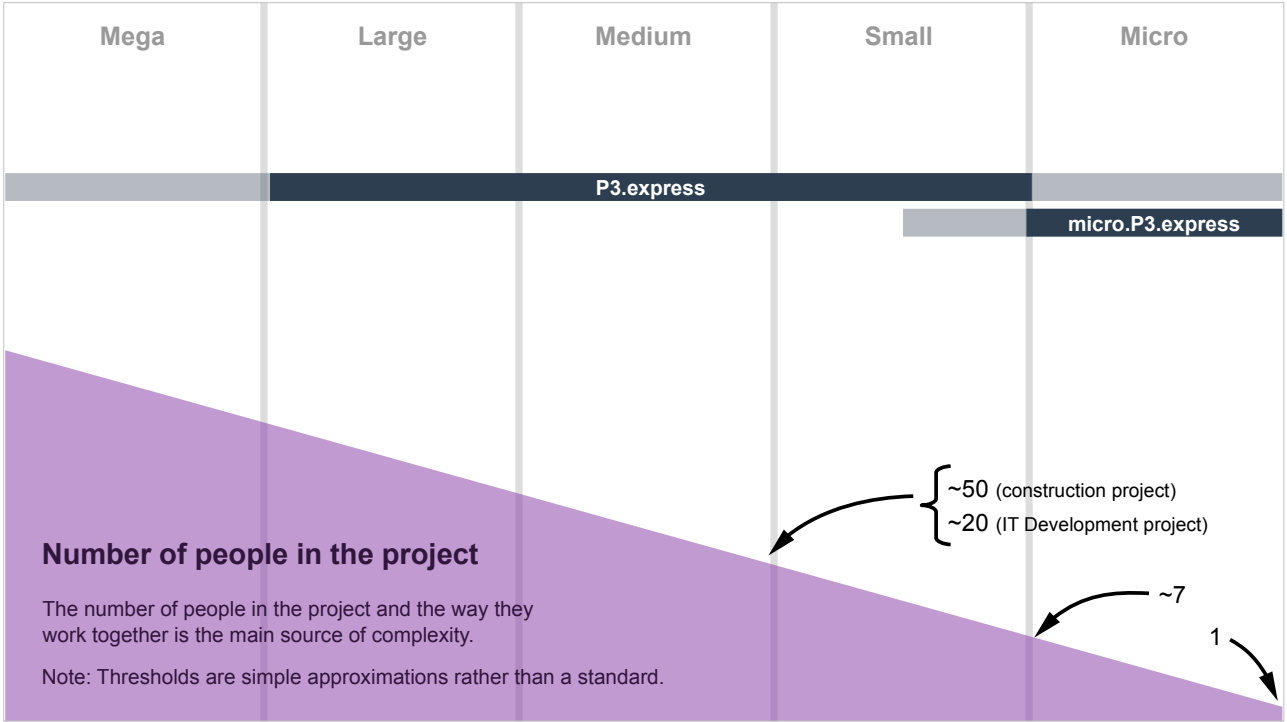 Mega
Large
Medium
Small
Micro
P3.express
micro.P3.express
~50 (construction project)
~20 (IT Development project)
Number of people in the project
The number of people in the project and the way they
work together is the main source of complexity.
~7
1
Note: Thresholds are simple approximations rather than a standard.